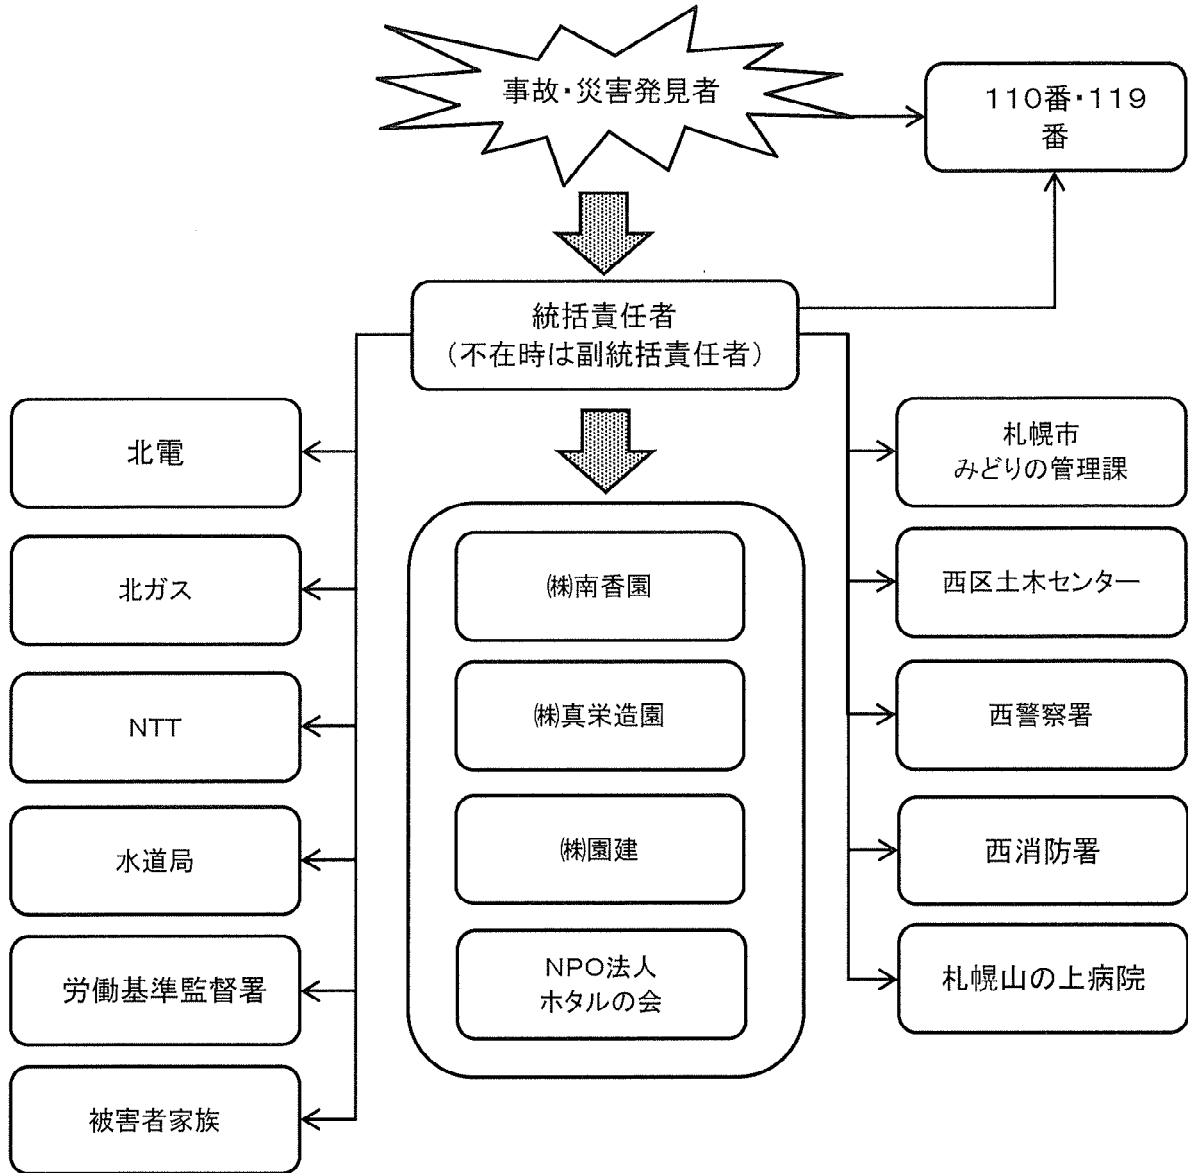 事故・災害発見者
110番・119
番
統括責任者
(不在時は副統括責任者)
北電
北ガス
NTT
水道局
労働基準監督署
被害者家族
㈱南香園
㈱真栄造園
㈱園建
NPO法人
ホタルの会
札幌市
みどりの管理課
西区土木センター
西警察署
西消防署
札幌山の上病院